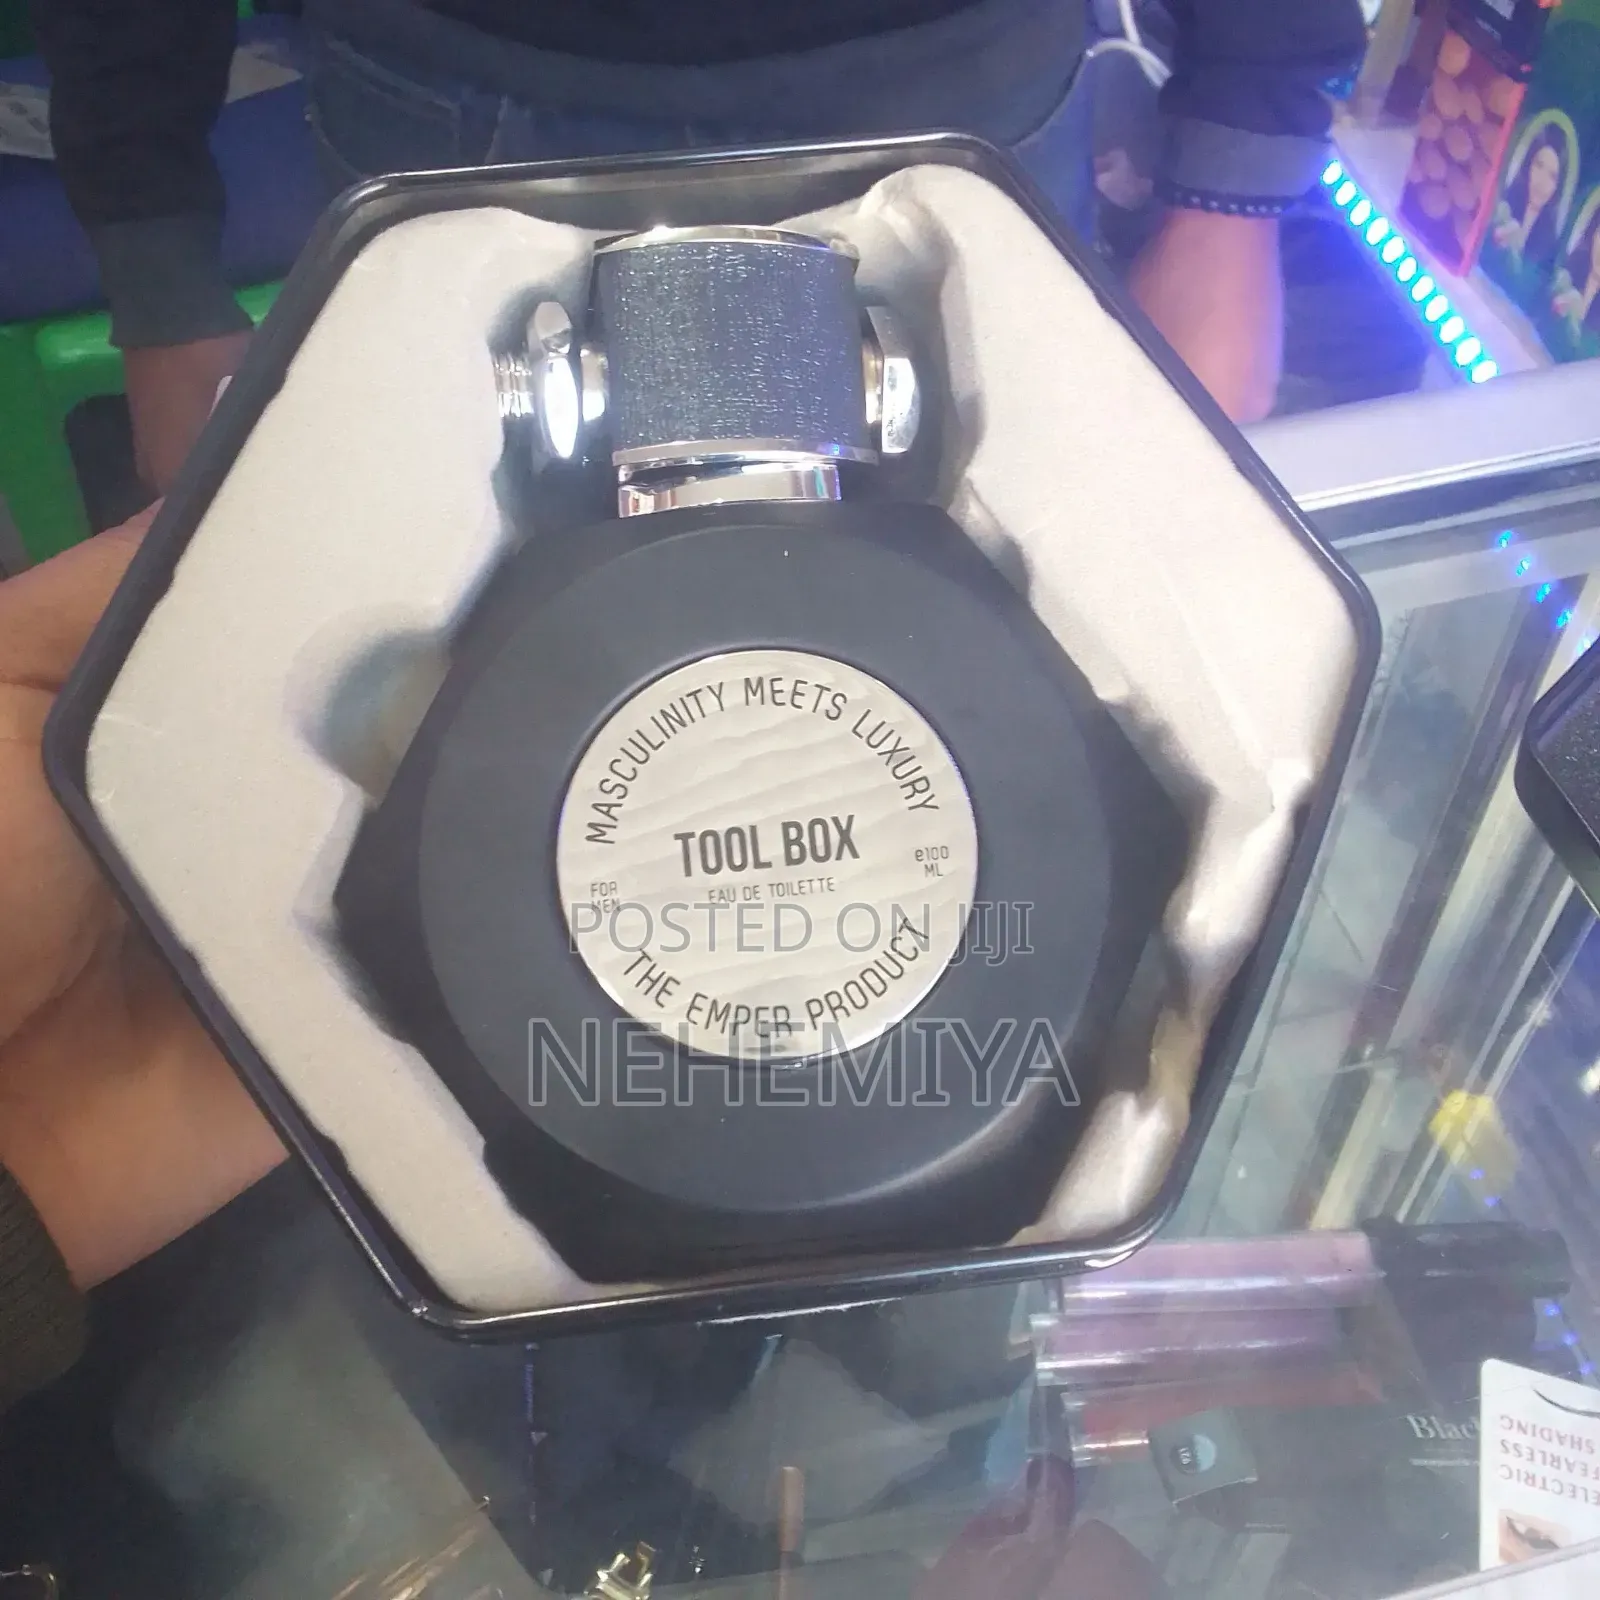 MASCULINITY MEETS LUXURY
TOOL BOX
EAU DE TOILETTE
FOR
MEN
e100
ML
THE EMPER PRODUCT
POSTED ON JIJI
NEHEMIYA
Blac
ELECTRIC
FEARLESS
SHADING